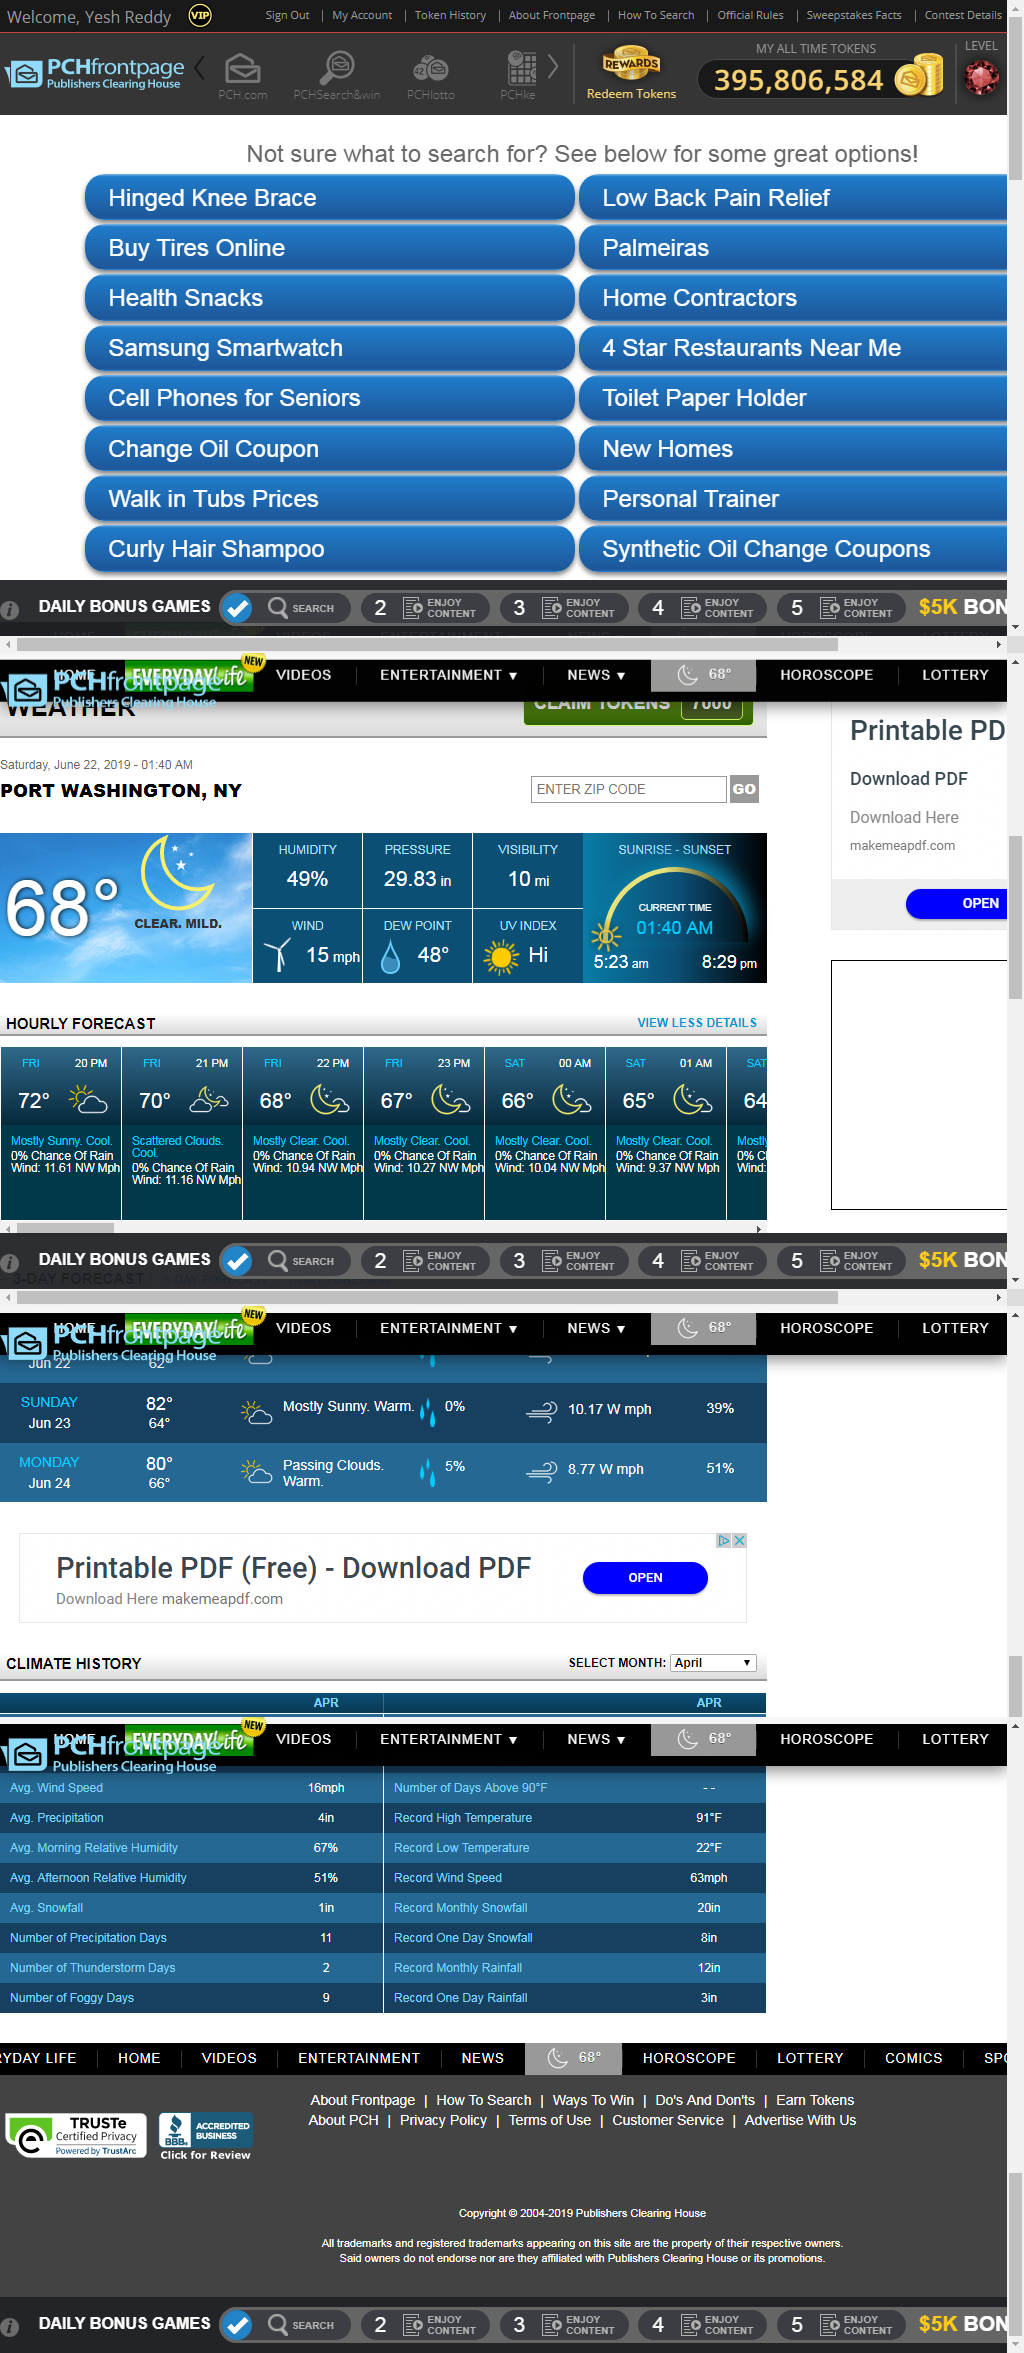 Welcome, Yesh Reddy VIP Sign Out | My Account | Token History | About Frontpage | How To Search | Official Rules | Sweepstakes Facts | Contest Details
PCHfrontpage
Publishers Clearing House
PCH.com PCHSearch&win PCHlotto PCHke
REWARDS
Redeem Tokens
MY ALL TIME TOKENS
395,806,584
LEVEL
Not sure what to search for? See below for some great options!
Hinged Knee Brace Low Back Pain Relief
Buy Tires Online Palmeiras
Health Snacks Home Contractors
Samsung Smartwatch 4 Star Restaurants Near Me
Cell Phones for Seniors Toilet Paper Holder
Change Oil Coupon New Homes
Walk in Tubs Prices Personal Trainer
Curly Hair Shampoo Synthetic Oil Change Coupons
i DAILY BONUS GAMES SEARCH 2 ENJOY CONTENT 3 ENJOY CONTENT 4 ENJOY CONTENT 5 ENJOY CONTENT $5K BON
HOME EVERYDAY life NEW VIDEOS | ENTERTAINMENT ▼ | NEWS ▼ 68° HOROSCOPE | LOTTERY
PCHfrontpage
Publishers Clearing House
WEATHER CLAIM TOKENS 7000
Printable PD
Download PDF
Download Here
makemeapdf.com
OPEN
Saturday, June 22, 2019 - 01:40 AM
PORT WASHINGTON, NY ENTER ZIP CODE GO
68°
CLEAR. MILD.
HUMIDITY PRESSURE VISIBILITY SUNRISE - SUNSET
49% 29.83 in 10 mi
CURRENT TIME
01:40 AM
WIND DEW POINT UV INDEX
15 mph 48° Hi
5:23 am 8:29 pm
HOURLY FORECAST VIEW LESS DETAILS
FRI 20 PM FRI 21 PM FRI 22 PM FRI 23 PM SAT 00 AM SAT 01 AM SAT
72° 70° 68° 67° 66° 65° 64
Mostly Sunny. Cool. Scattered Clouds. Cool. Mostly Clear. Cool. Mostly Clear. Cool. Mostly Clear. Cool. Mostly Clear. Cool. Mostly
0% Chance Of Rain 0% Chance Of Rain 0% Chance Of Rain 0% Chance Of Rain 0% Chance Of Rain 0% Chance Of Rain 0% C
Wind: 11.61 NW Mph Wind: 11.16 NW Mph Wind: 10.94 NW Mph Wind: 10.27 NW Mph Wind: 10.04 NW Mph Wind: 9.37 NW Mph Wind:
i DAILY BONUS GAMES SEARCH 2 ENJOY CONTENT 3 ENJOY CONTENT 4 ENJOY CONTENT 5 ENJOY CONTENT $5K BON
3-DAY FORECAST
HOME EVERYDAY life NEW VIDEOS | ENTERTAINMENT ▼ | NEWS ▼ 68° HOROSCOPE | LOTTERY
PCHfrontpage
Publishers Clearing House
Jun 22 62°
SUNDAY 82° Mostly Sunny. Warm. 0% 10.17 W mph 39%
Jun 23 64°
MONDAY 80° Passing Clouds. Warm. 5% 8.77 W mph 51%
Jun 24 66°
Printable PDF (Free) - Download PDF
Download Here makemeapdf.com
OPEN
CLIMATE HISTORY SELECT MONTH: April ▼
APR APR
HOME EVERYDAY life NEW VIDEOS | ENTERTAINMENT ▼ | NEWS ▼ 68° HOROSCOPE | LOTTERY
PCHfrontpage
Publishers Clearing House
Avg. Wind Speed 16mph Number of Days Above 90°F - -
Avg. Precipitation 4in Record High Temperature 91°F
Avg. Morning Relative Humidity 67% Record Low Temperature 22°F
Avg. Afternoon Relative Humidity 51% Record Wind Speed 63mph
Avg. Snowfall 1in Record Monthly Snowfall 20in
Number of Precipitation Days 11 Record One Day Snowfall 8in
Number of Thunderstorm Days 2 Record Monthly Rainfall 12in
Number of Foggy Days 9 Record One Day Rainfall 3in
RYDAY LIFE | HOME | VIDEOS | ENTERTAINMENT | NEWS 68° HOROSCOPE | LOTTERY | COMICS | SPO
About Frontpage | How To Search | Ways To Win | Do's And Don'ts | Earn Tokens
About PCH | Privacy Policy | Terms of Use | Customer Service | Advertise With Us
TRUSTe
Certified Privacy
Powered by TrustArc
BBB.
ACCREDITED
BUSINESS
Click for Review
Copyright © 2004-2019 Publishers Clearing House
All trademarks and registered trademarks appearing on this site are the property of their respective owners.
Said owners do not endorse nor are they affiliated with Publishers Clearing House or its promotions.
i DAILY BONUS GAMES SEARCH 2 ENJOY CONTENT 3 ENJOY CONTENT 4 ENJOY CONTENT 5 ENJOY CONTENT $5K BON